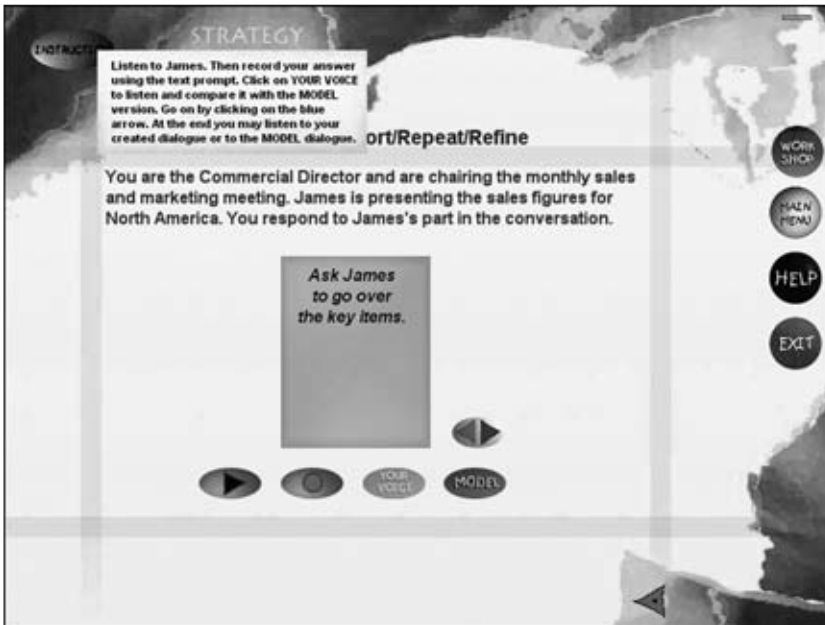 STRATEGY
Listen to James. Then record your answer
using the text prompt. Click on YOUR VOICE
to listen and compare it with the MODEL
version. Go on by clicking on the blue
arrow. At the end you may listen to your
created dialogue or to the MODEL dialogue.
ort/Repeat/Refine
You are the Commercial Director and are chairing the monthly sales
and marketing meeting. James is presenting the sales figures for
North America. You respond to James's part in the conversation.
Ask James
to go over
the key items.
YOUR
VOICE
MODEL
WORK
SHOP
MAIN
MENU
HELP
EXIT